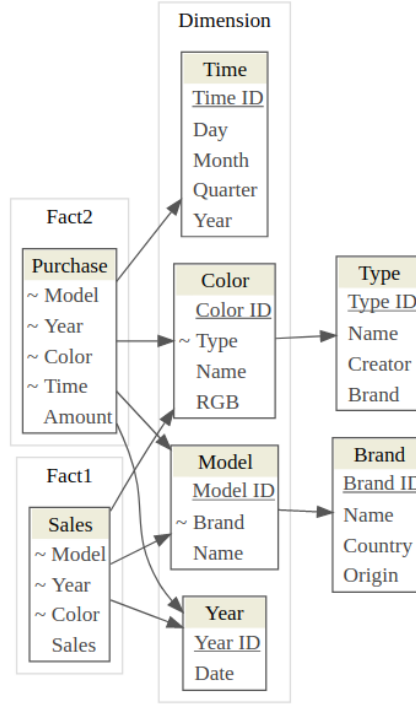 Dimension
Time
Time ID
Day
Month
Quarter
Year
Fact2
Purchase
~ Model
~ Year
~ Color
~ Time
Amount
Color
Color ID
~ Type
Name
RGB
Type
Type ID
Name
Creator
Brand
Fact1
Sales
~ Model
~ Year
~ Color
Sales
Model
Model ID
~ Brand
Name
Brand
Brand ID
Name
Country
Origin
Year
Year ID
Date